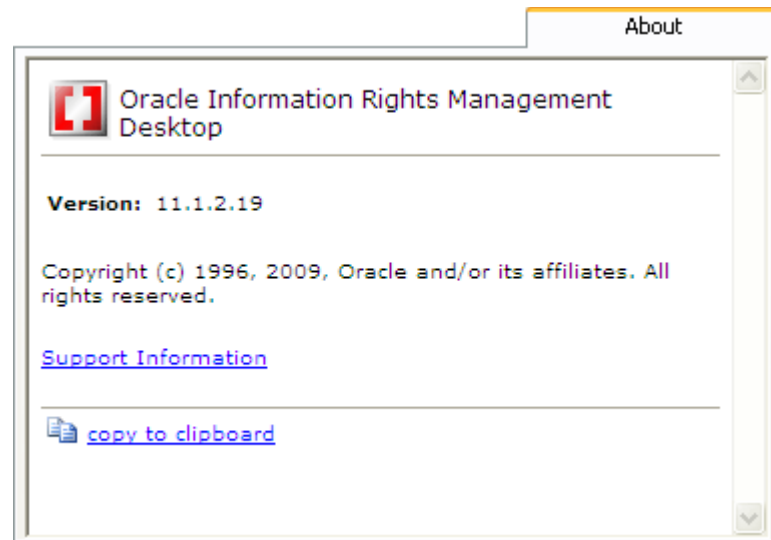 About
Oracle Information Rights Management
Desktop
Version: 11.1.2.19
Copyright (c) 1996, 2009, Oracle and/or its affiliates. All
rights reserved.
Support Information
copy to clipboard